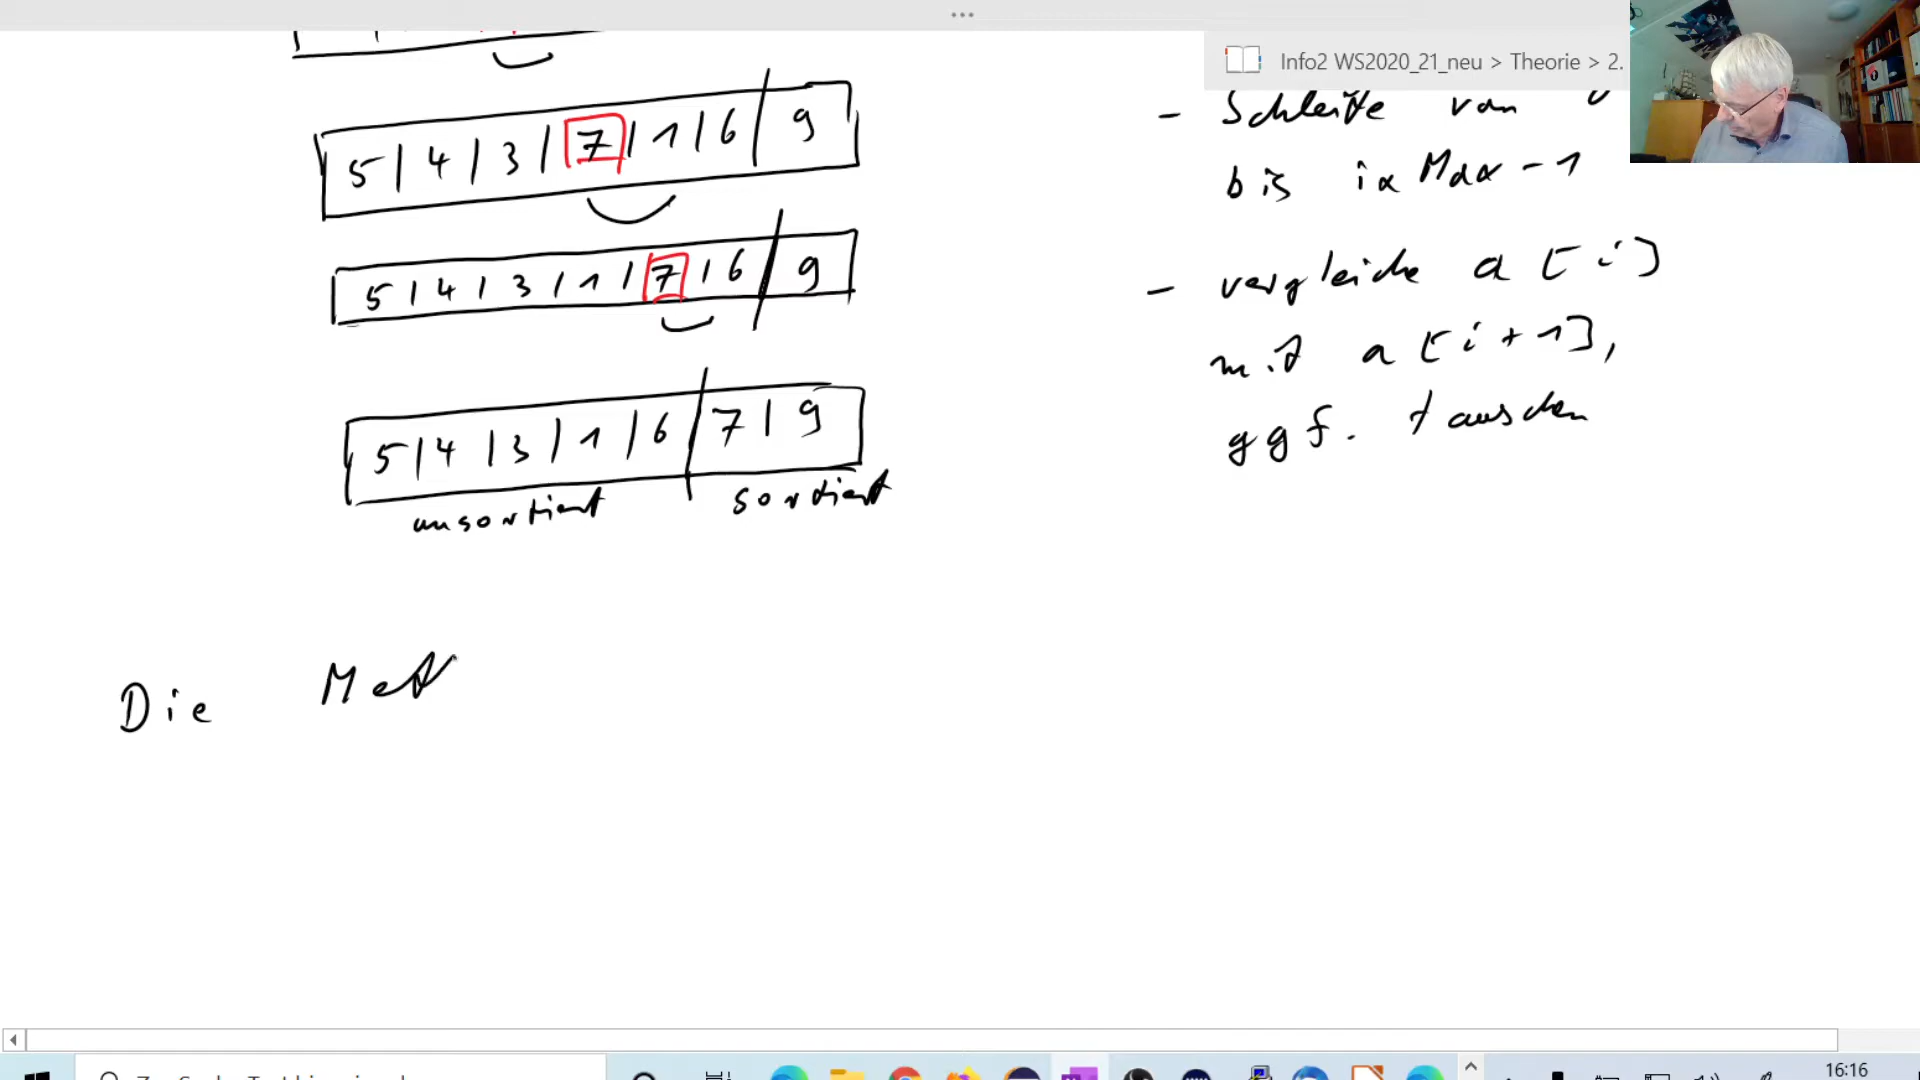 ...
Info2 WS2020_21_neu > Theorie > 2.
5 | 4 | 3 | 7 | 1 | 6 | 9
5 | 4 | 3 | 1 | 7 | 6 | 9
5 | 4 | 3 | 1 | 6 | 7 | 9
unsortiert sortiert
- Schleife von
bis ixMax - 1
- vergleiche a [i]
mit a [i + 1],
ggf. tauschen
Die Met
16:16